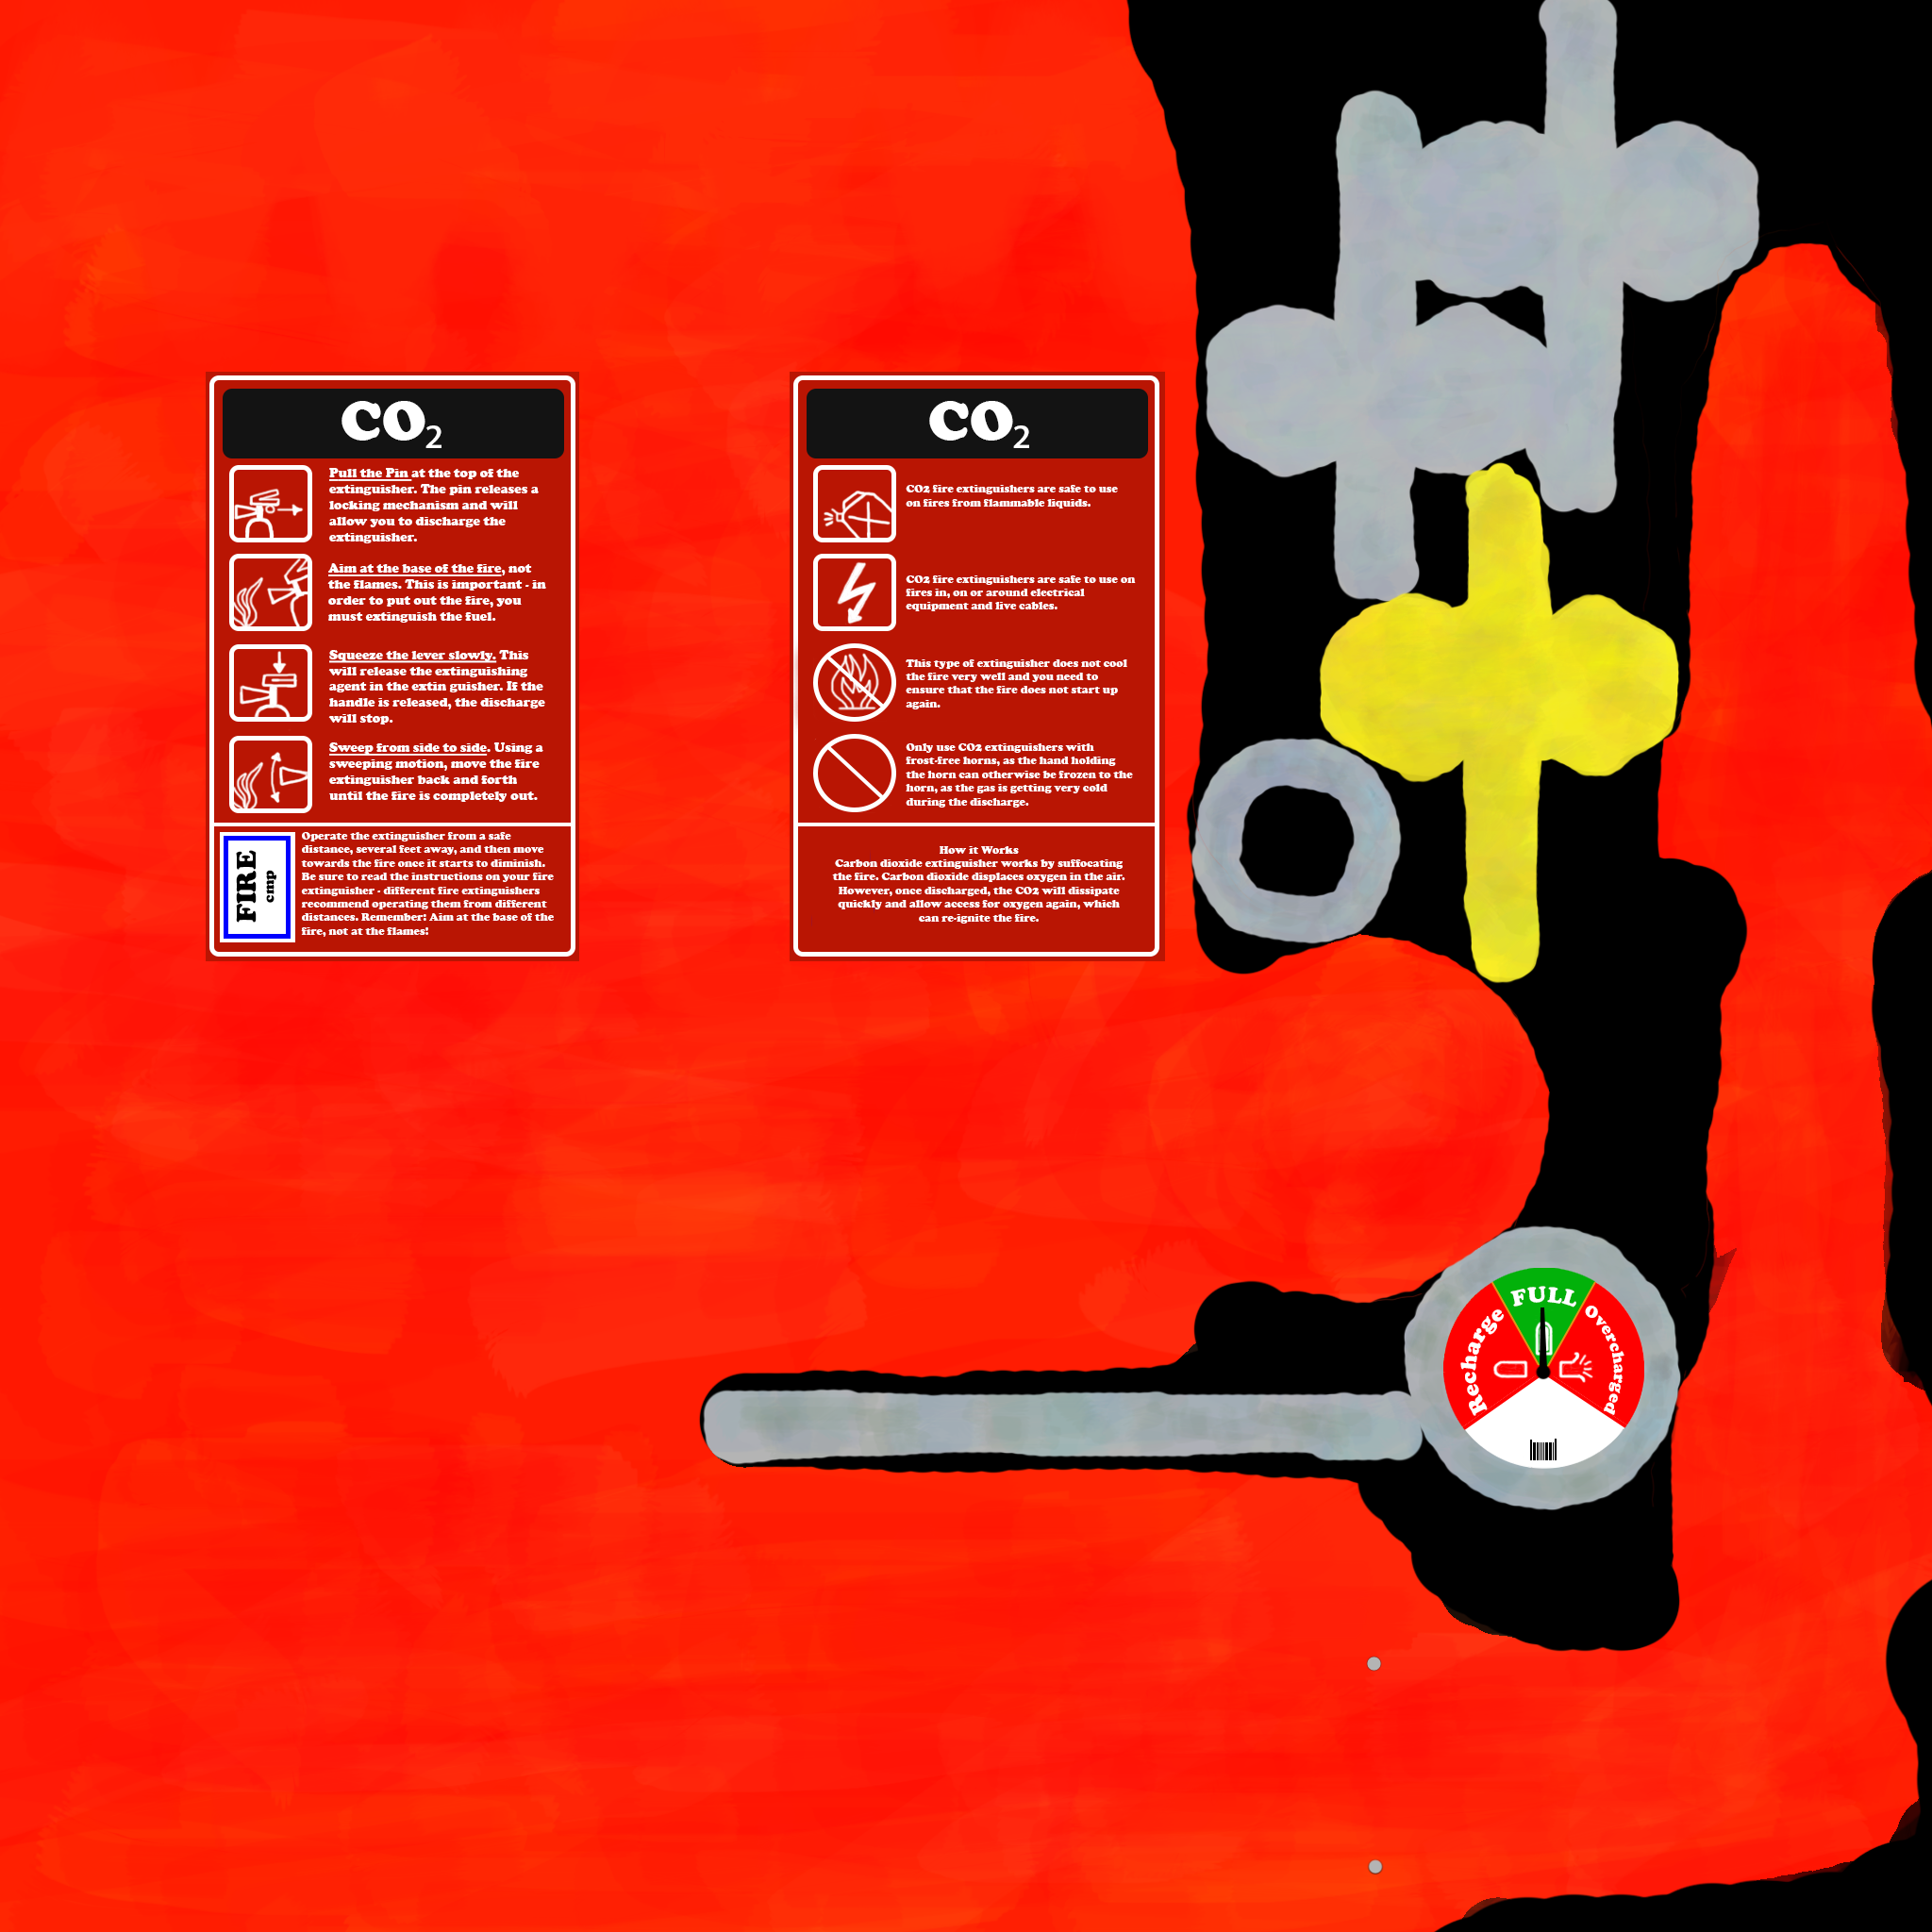 CO2
Pull the Pin at the top of the
extinguisher. The pin releases a
locking mechanism and will
allow you to discharge the
extinguisher.
Aim at the base of the fire, not
the flames. This is important - in
order to put out the fire, you
must extinguish the fuel.
Squeeze the lever slowly. This
will release the extinguishing
agent in the extin guisher. If the
handle is released, the discharge
will stop.
Sweep from side to side. Using a
sweeping motion, move the fire
extinguisher back and forth
until the fire is completely out.
FIRE
cmp
Operate the extinguisher from a safe
distance, several feet away, and then move
towards the fire once it starts to diminish.
Be sure to read the instructions on your fire
extinguisher - different fire extinguishers
recommend operating them from different
distances. Remember: Aim at the base of the
fire, not at the flames!
CO2
CO2 fire extinguishers are safe to use
on fires from flammable liquids.
CO2 fire extinguishers are safe to use on
fires in, on or around electrical
equipment and live cables.
This type of extinguisher does not cool
the fire very well and you need to
ensure that the fire does not start up
again.
Only use CO2 extinguishers with
frost-free horns, as the hand holding
the horn can otherwise be frozen to the
horn, as the gas is getting very cold
during the discharge.
How it Works
Carbon dioxide extinguisher works by suffocating
the fire. Carbon dioxide displaces oxygen in the air.
However, once discharged, the CO2 will dissipate
quickly and allow access for oxygen again, which
can re-ignite the fire.
Recharge
FULL
Overcharged